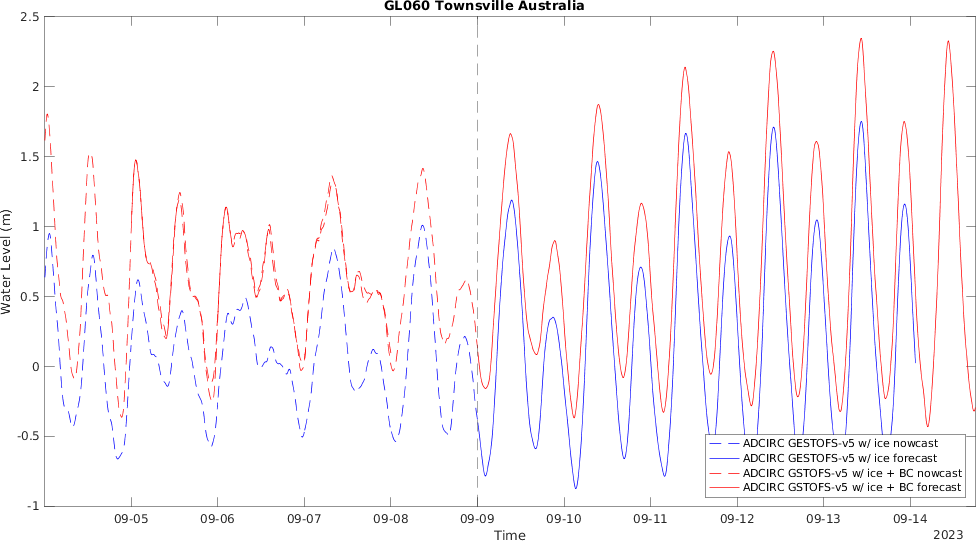 GL060 Townsville Australia
2.5
2
1.5
1
0.5
0
-0.5
-1
Water Level (m)
ADCIRC GESTOFS-v5 w/ ice nowcast
ADCIRC GESTOFS-v5 w/ ice forecast
ADCIRC GSTOFS-v5 w/ ice + BC nowcast
ADCIRC GSTOFS-v5 w/ ice + BC forecast
09-05 09-06 09-07 09-08 09-09 09-10 09-11 09-12 09-13 09-14
Time
2023